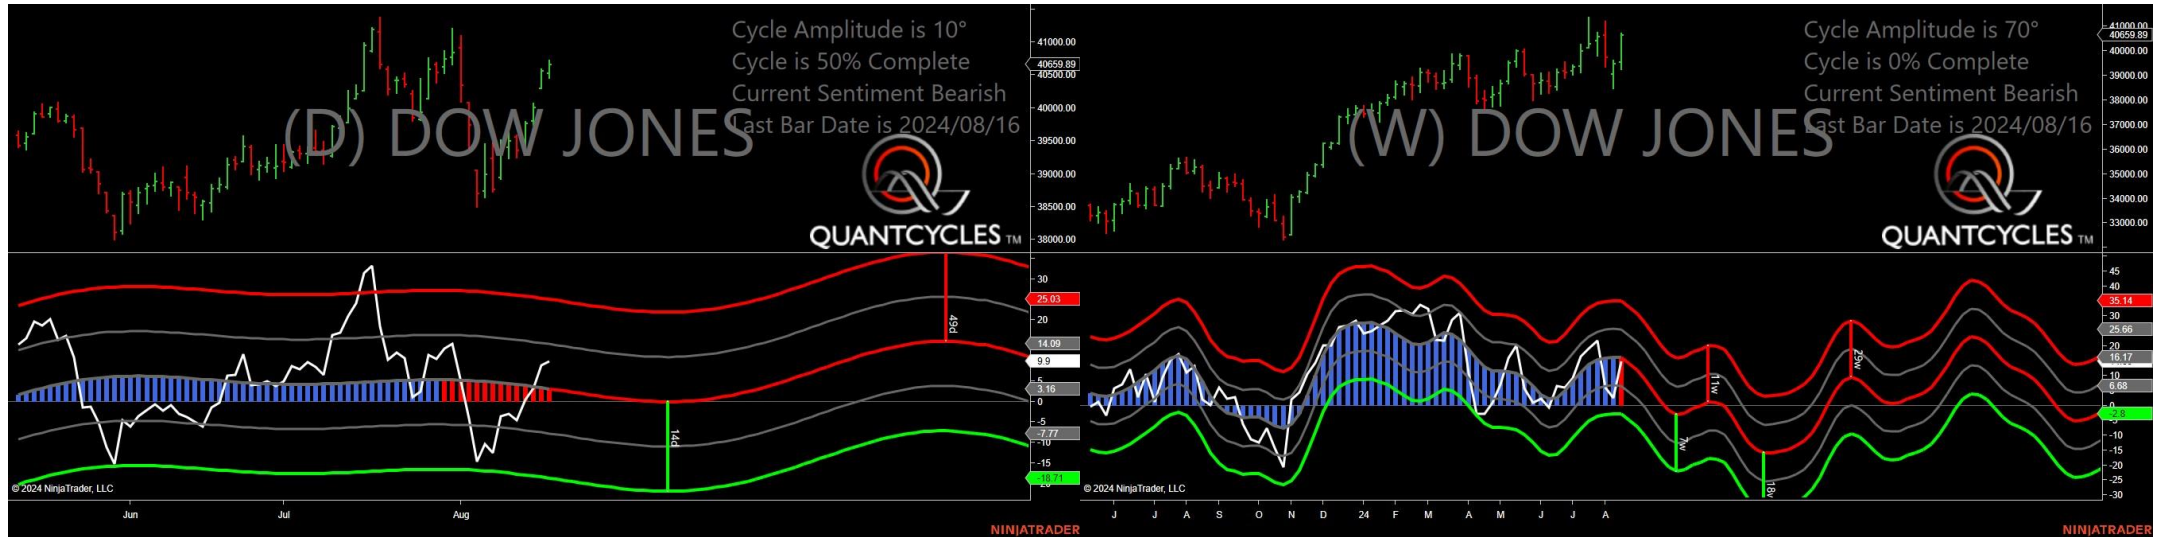 Cycle Amplitude is 10°
Cycle is 50% Complete
Current Sentiment Bearish
Last Bar Date is 2024/08/16
(D) DOW JONES
QUANTCYCLES TM
41000.00
40659.89
40500.00
40000.00
39500.00
39000.00
38500.00
38000.00
49d
14d
30
25.03
20
14.09
9.9
5
3.16
0
-5
-7.77
-10
-15
-18.71
© 2024 NinjaTrader, LLC
Jun Jul Aug
NINJATRADER
Cycle Amplitude is 70°
Cycle is 0% Complete
Current Sentiment Bearish
Last Bar Date is 2024/08/16
(W) DOW JONES
QUANTCYCLES TM
41000.00
40659.89
40000.00
39000.00
38000.00
37000.00
36000.00
35000.00
34000.00
33000.00
11w
7w
18w
29w
45
40
35.14
30
25.66
20
16.17
10
6.68
0
-2.8
-5
-10
-15
-20
-25
-30
© 2024 NinjaTrader, LLC
J J A S O N D 24 F M A M J J A
NINJATRADER